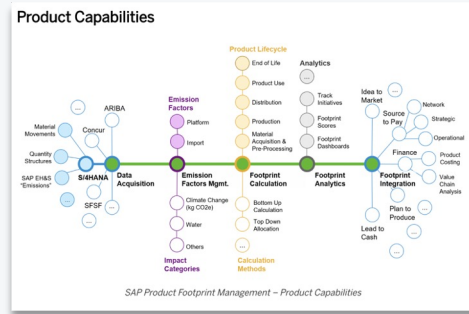 Product Capabilities
Product Lifecycle
End of Life
Product Use
Distribution
Production
Material
Acquisition &
Pre-Processing
Analytics
...
Track
Initiatives
Footprint
Scores
Footprint
Dashboards
Emission
Factors
Platform
Import
Idea to
Market
...
Source
to Pay
Network
Strategic
Operational
Finance
Product
Costing
Value
Chain
Analysis
...
ARIBA
Concur
Material
Movements
Quantity
Structures
SAP EH&S
"Emissions"
...
S/4HANA
SFSF
...
...
Data
Acquisition
Emission
Factors Mgmt.
Footprint
Calculation
Footprint
Analytics
Footprint
Integration
Climate Change
(kg CO2e)
Water
Others
Impact
Categories
Bottom Up
Calculation
Top Down
Allocation
...
Calculation
Methods
Plan to
Produce
...
Lead to
Cash
...
SAP Product Footprint Management – Product Capabilities